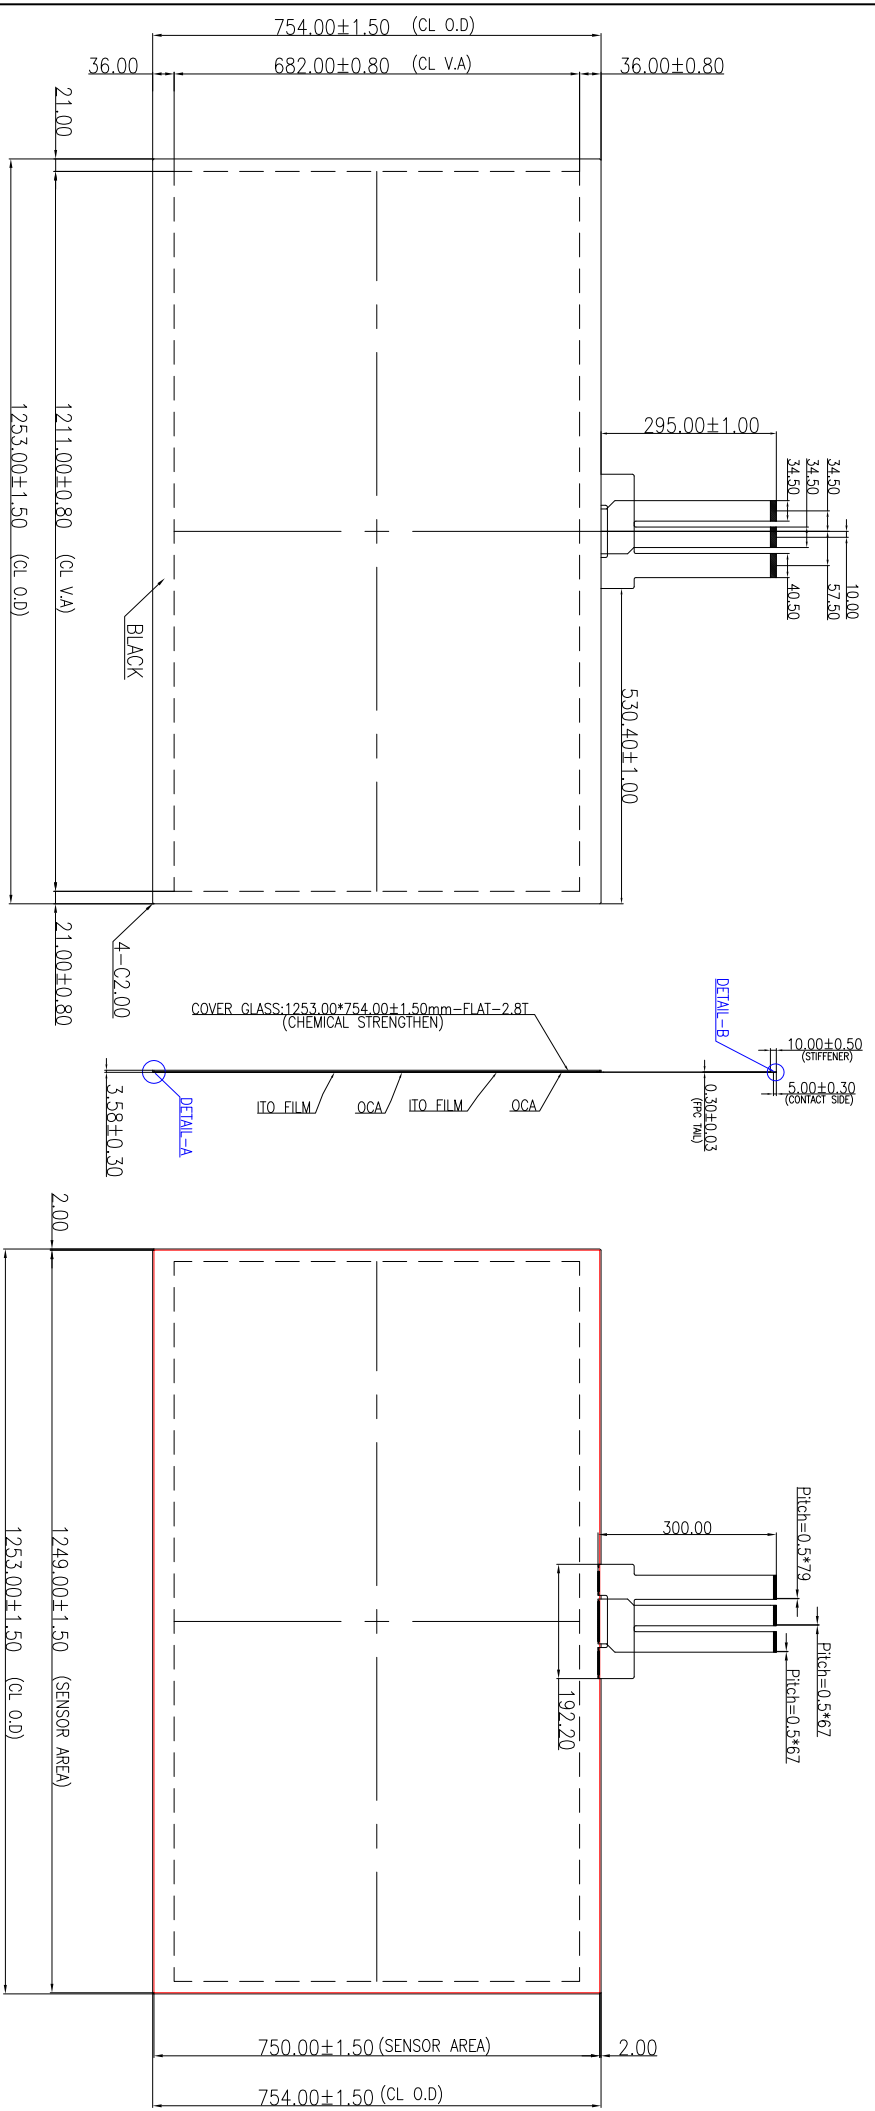 754.00±1.50 (CL O.D)
36.00
682.00±0.80 (CL V.A)
36.00±0.80
21.00
1211.00±0.80 (CL V.A)
1253.00±1.50 (CL O.D)
21.00±0.80
BLACK
4-C2.00
295.00±1.00
34.50
34.50
34.50
10.00
57.50
40.50
530.40±1.00
COVER GLASS:1253.00*754.00±1.50mm-FLAT-2.8T
(CHEMICAL STRENGTHEN)
DETAIL-B
10.00±0.50
(STIFFENER)
5.00±0.30
(CONTACT SIDE)
0.30±0.03
(FPC TAIL)
ITO FILM
OCA
ITO FILM
OCA
DETAIL-A
3.58±0.30
2.00
1249.00±1.50 (SENSOR AREA)
1253.00±1.50 (CL O.D)
300.00
Pitch=0.5*79
Pitch=0.5*67
Pitch=0.5*67
192.20
750.00±1.50 (SENSOR AREA)
2.00
754.00±1.50 (CL O.D)